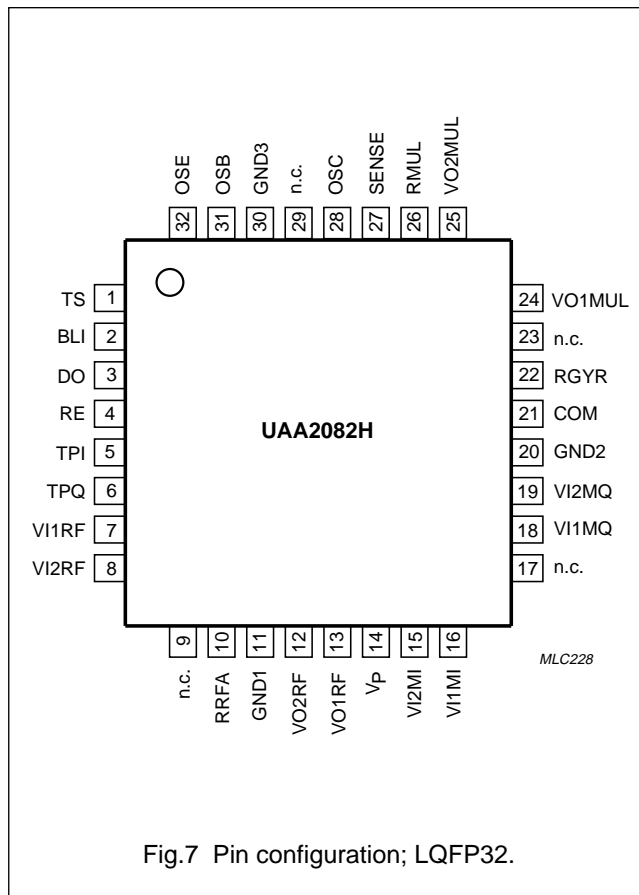 OSE
OSB
GND3
n.c.
OSC
SENSE
RMUL
VO2MUL
32
31
30
29
28
27
26
25
TS 1
BLI 2
DO 3
RE 4
TPI 5
TPQ 6
VI1RF 7
VI2RF 8
UAA2082H
24 VO1MUL
23 n.c.
22 RGYR
21 COM
20 GND2
19 VI2MQ
18 VI1MQ
17 n.c.
9
10
11
12
13
14
15
16
n.c.
RRFA
GND1
VO2RF
VO1RF
VP
VI2MI
VI1MI
MLC228
Fig.7 Pin configuration; LQFP32.